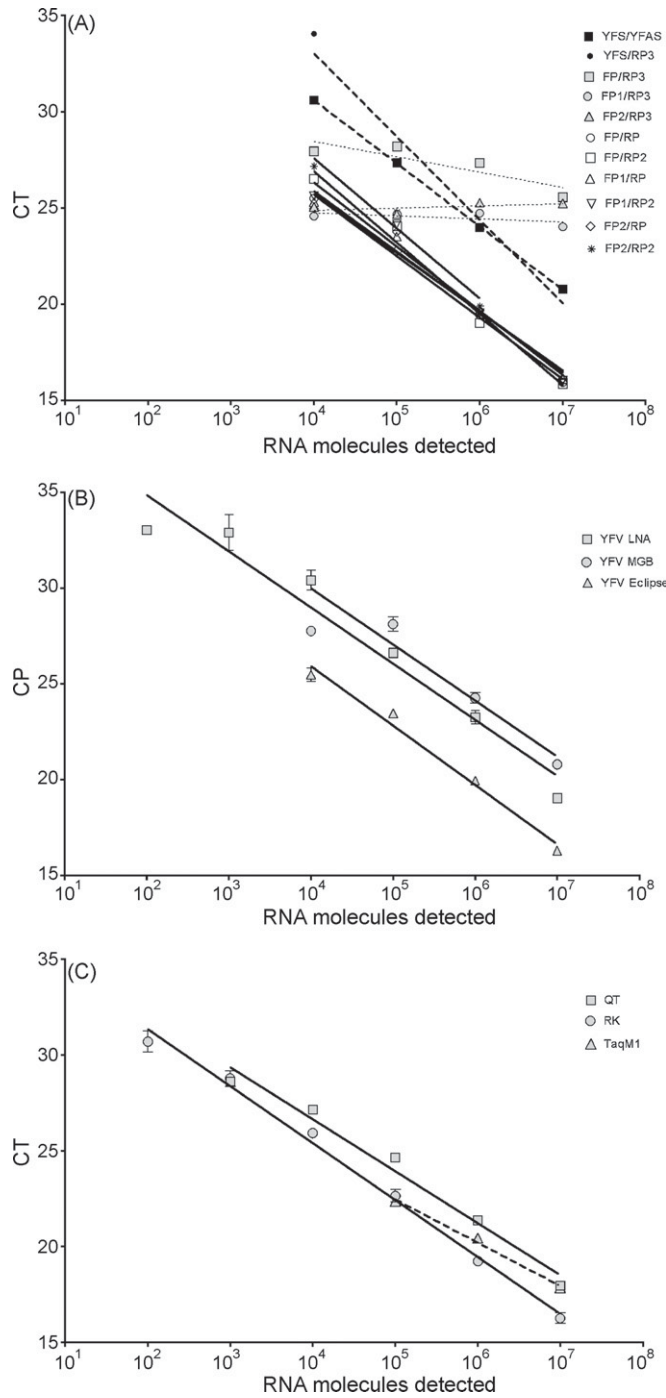 (A)
35
30
25
20
15
CT
10¹ 10² 10³ 10⁴ 10⁵ 10⁶ 10⁷ 10⁸
RNA molecules detected
YFS/YFAS
YFS/RP3
FP/RP3
FP1/RP3
FP2/RP3
FP/RP
FP/RP2
FP1/RP
FP1/RP2
FP2/RP
FP2/RP2
(B)
35
30
25
20
15
CP
10¹ 10² 10³ 10⁴ 10⁵ 10⁶ 10⁷ 10⁸
RNA molecules detected
YFV LNA
YFV MGB
YFV Eclipse
(C)
35
30
25
20
15
CT
10¹ 10² 10³ 10⁴ 10⁵ 10⁶ 10⁷ 10⁸
RNA molecules detected
QT
RK
TaqM1